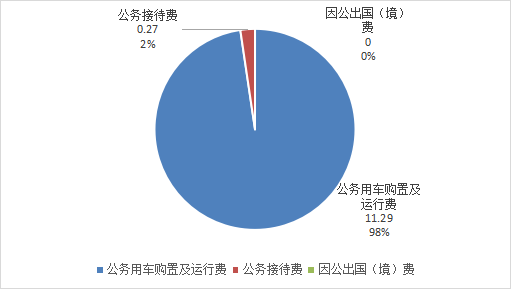 公务接待费
0.27
2%
因公出国（境）
费
0
0%
公务用车购置及
运行费
11.29
98%
公务用车购置及运行费 公务接待费 因公出国（境）费